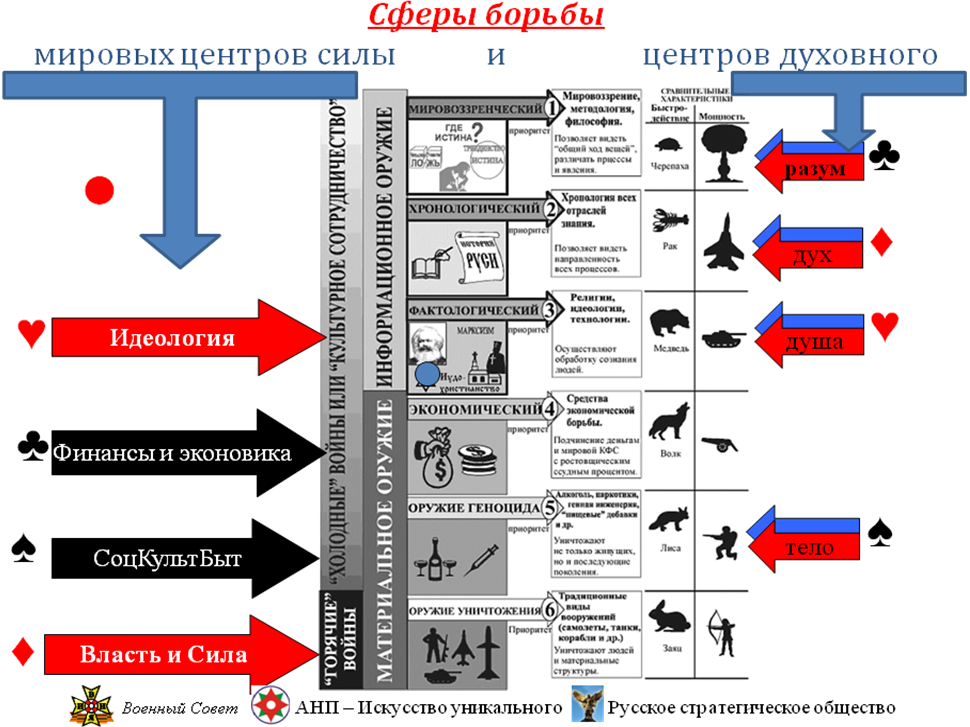 Сферы борьбы
мировых центров силы и центров духовного
СРАВНИТЕЛЬНЫЕ
ХАРАКТЕРИСТИКИ
Быстро-
действие
Мощность
"ХОЛОДНЫЕ" ВОЙНЫ ИЛИ "КУЛЬТУРНОЕ СОТРУДНИЧЕСТВО"
"ГОРЯЧИЕ"
ВОЙНЫ
ИНФОРМАЦИОННОЕ ОРУЖИЕ
МАТЕРИАЛЬНОЕ ОРУЖИЕ
МИРОВОЗЗРЕНЧЕСКИЙ 1
приоритет
ГДЕ
ИСТИНА?
ЛОЖЬ
ТРИЕДИНСТВО
ИСТИНА
Мировоззрение,
методология,
философия.
Позволяет видеть
"общий ход вещей",
различать прцессы
и явления.
Черепаха
разум
ХРОНОЛОГИЧЕСКИЙ 2
приоритет
ИСТОРИЯ
РУСИ
Хронология всех
отраслей
знания.
Позволяет видеть
направленность
всех процессов.
Рак
дух
ФАКТОЛОГИЧЕСКИЙ 3
приоритет
МАРКСИЗМ
Иудо-
христианство
Религии,
идеологии,
технологии.
Осуществляют
обработку сознания
людей.
Медведь
душа
Идеология
ЭКОНОМИЧЕСКИЙ 4
приоритет
$
Средства
экономической
борьбы.
Подчинение деньгам
и мировой КФС
с ростовщическим
ссудным процентом.
Волк
Финансы и эконовика
ОРУЖИЕ ГЕНОЦИДА 5
приоритет
Алкоголь, наркотики,
генная инженерия,
"пищевые" добавки
и др.
Уничтожают
не только живущих,
но и последующие
поколения.
Лиса
тело
СоцКультБыт
ОРУЖИЕ УНИЧТОЖЕНИЯ 6
Приоритет
Традиционные
виды
вооружений
(самолеты, танки,
корабли и др.)
Уничтожают людей
и материальные
структуры.
Заяц
Власть и Сила
Военный Совет
АНП – Искусство уникального
Русское стратегическое общество